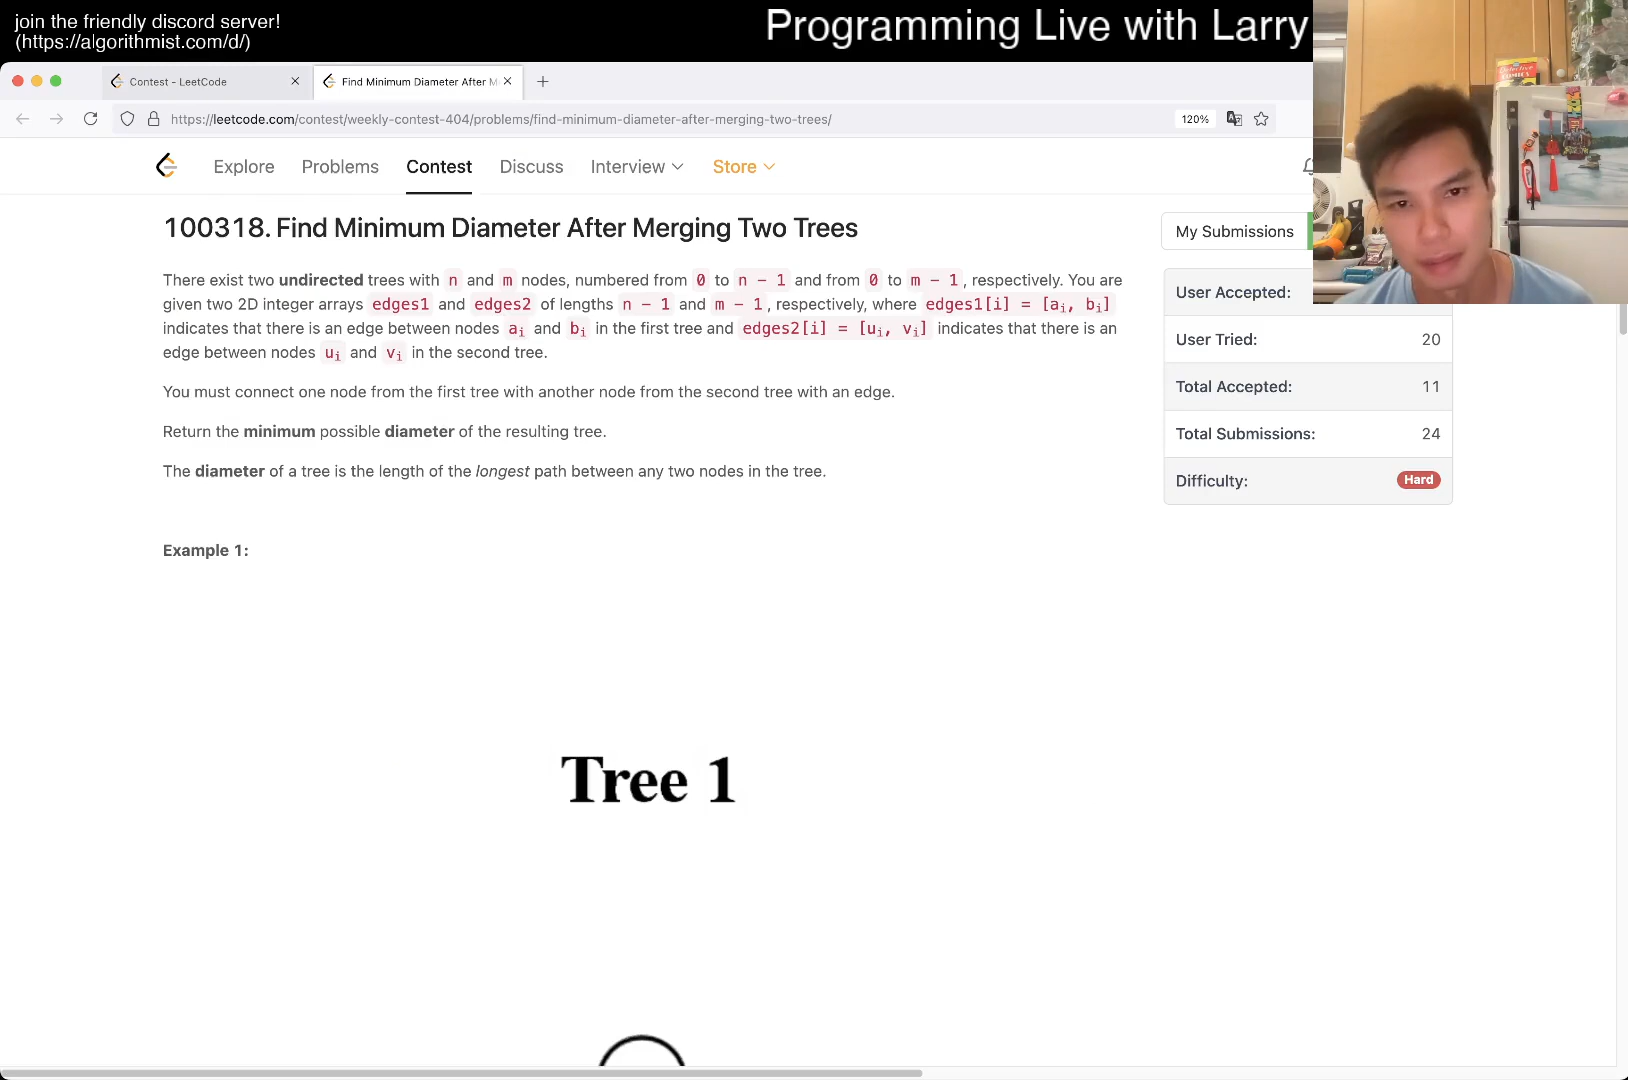 join the friendly discord server!
(https://algorithmist.com/d/)
Programming Live with Larry
Contest - LeetCode
Find Minimum Diameter After M
https://leetcode.com/contest/weekly-contest-404/problems/find-minimum-diameter-after-merging-two-trees/
120%
Explore Problems Contest Discuss Interview Store
100318. Find Minimum Diameter After Merging Two Trees
My Submissions
There exist two undirected trees with n and m nodes, numbered from 0 to n - 1 and from 0 to m - 1, respectively. You are
given two 2D integer arrays edges1 and edges2 of lengths n - 1 and m - 1, respectively, where edges1[i] = [ai, bi]
indicates that there is an edge between nodes ai and bi in the first tree and edges2[i] = [ui, vi] indicates that there is an
edge between nodes ui and vi in the second tree.
You must connect one node from the first tree with another node from the second tree with an edge.
Return the minimum possible diameter of the resulting tree.
The diameter of a tree is the length of the longest path between any two nodes in the tree.
User Accepted:
User Tried: 20
Total Accepted: 11
Total Submissions: 24
Difficulty: Hard
Example 1:
Tree 1